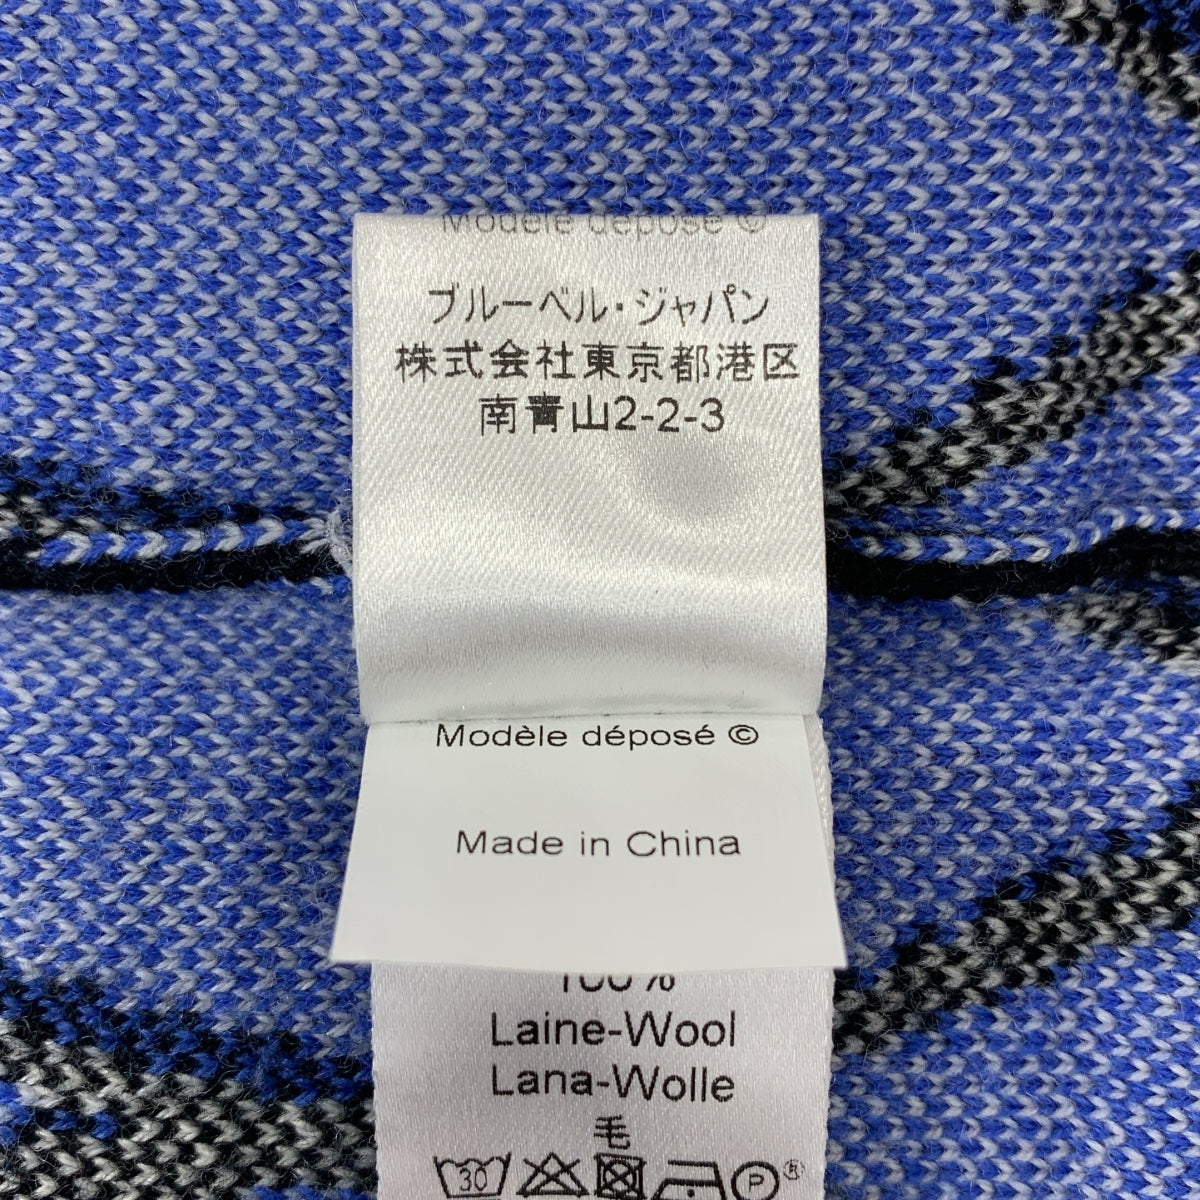 Modèle déposé ©
ブルーベル・ジャパン
株式会社東京都港区
南青山2-2-3
Modèle déposé ©
Made in China
100%
Laine-Wool
Lana-Wolle
毛
30
P ®